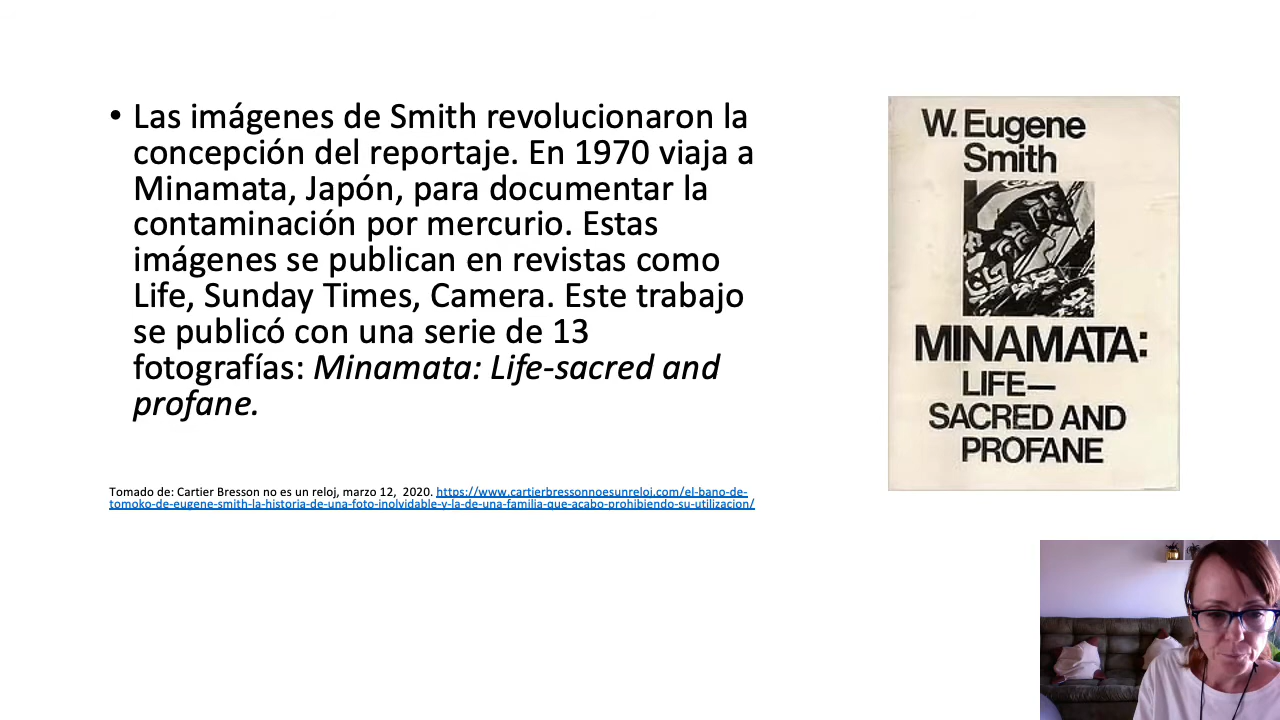 • Las imágenes de Smith revolucionaron la
concepción del reportaje. En 1970 viaja a
Minamata, Japón, para documentar la
contaminación por mercurio. Estas
imágenes se publican en revistas como
Life, Sunday Times, Camera. Este trabajo
se publicó con una serie de 13
fotografías: Minamata: Life-sacred and
profane.
Tomado de: Cartier Bresson no es un reloj, marzo 12, 2020. https://www.cartierbressonnoesunreloj.com/el-bano-de-
tomoko-de-eugene-smith-la-historia-de-una-foto-inolvidable-y-la-de-una-familia-que-acabo-prohibiendo-su-utilizacion/
W. Eugene
Smith
MINAMATA:
LIFE—
SACRED AND
PROFANE